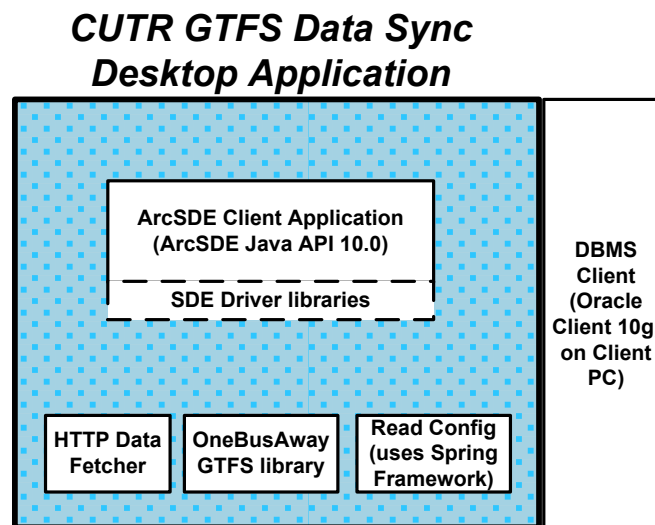 CUTR GTFS Data Sync
Desktop Application
ArcSDE Client Application
(ArcSDE Java API 10.0)
SDE Driver libraries
DBMS
Client
(Oracle
Client 10g
on Client
PC)
HTTP Data
Fetcher
OneBusAway
GTFS library
Read Config
(uses Spring
Framework)